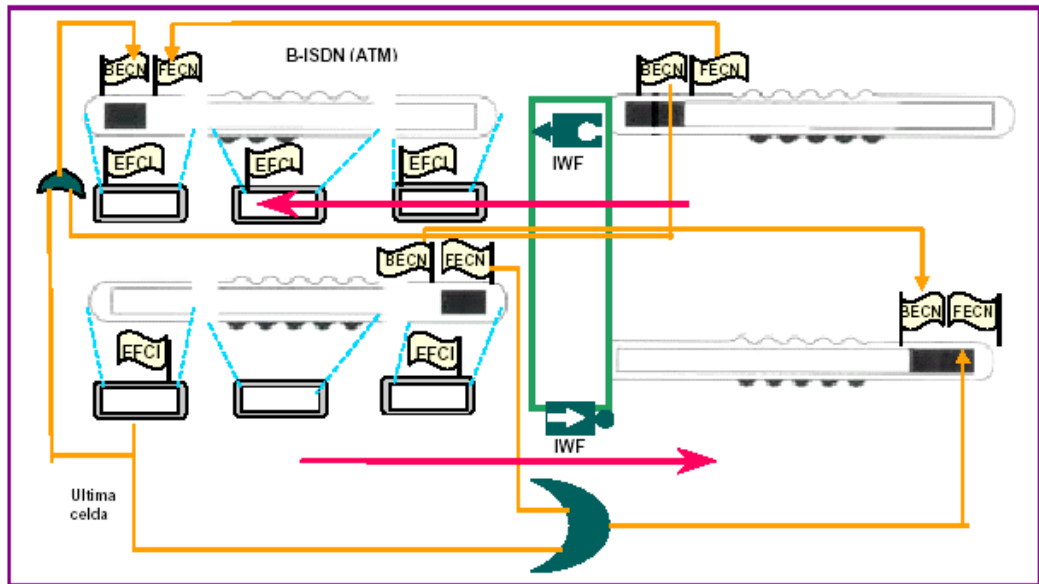 B-ISDN (ATM)
BECN
FECN
BECN
FECN
EFCI
EFCI
EFCI
IWF
BECN
FECN
BECN
FECN
EFCI
EFCI
IWF
Ultima
celda